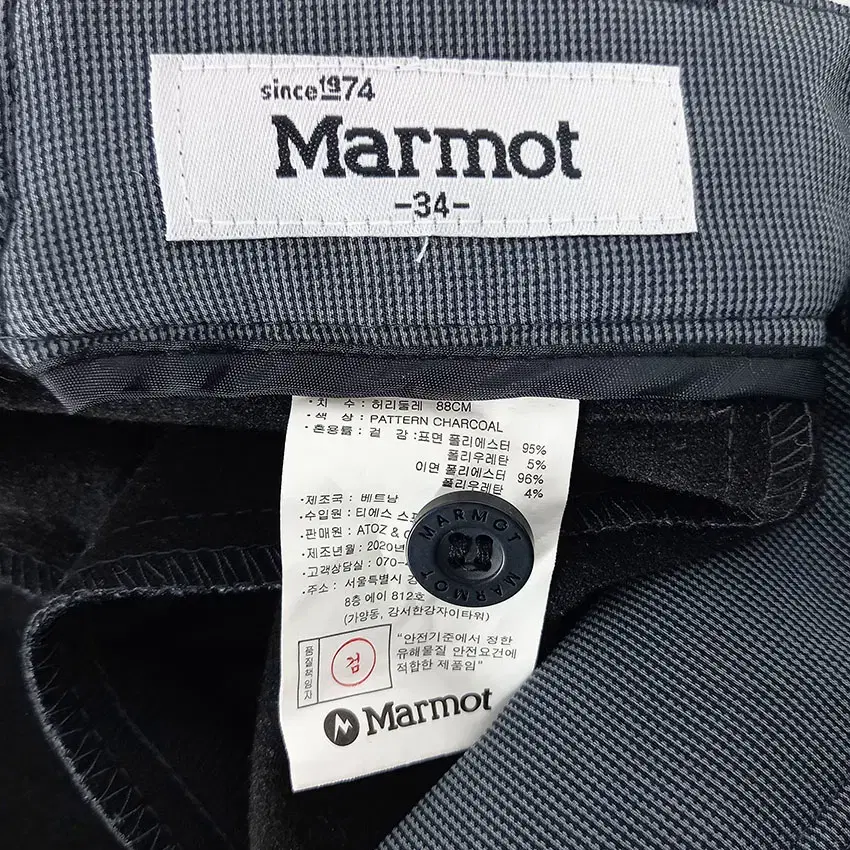 since 1974
Marmot
-34-
·치 수 : 허리둘레 88CM
·색 상 : PATTERN CHARCOAL
·혼용률 : 겉 감 : 표면 폴리에스터 95%
폴리우레탄 5%
이면 폴리에스터 96%
폴리우레탄 4%
·제조국 : 베트남
·수입원 : 티에스
·판매원 : ATOZ &
·제조년월 : 2020년
·고객상담실 : 070-
·주소 : 서울특별시
8층 에이 812호
(가양동, 강서한강자이타워)
MARMOT MARMOT
품질책임자
검
"안전기준에서 정한
유해물질 안전요건에
적합한 제품임"
Marmot